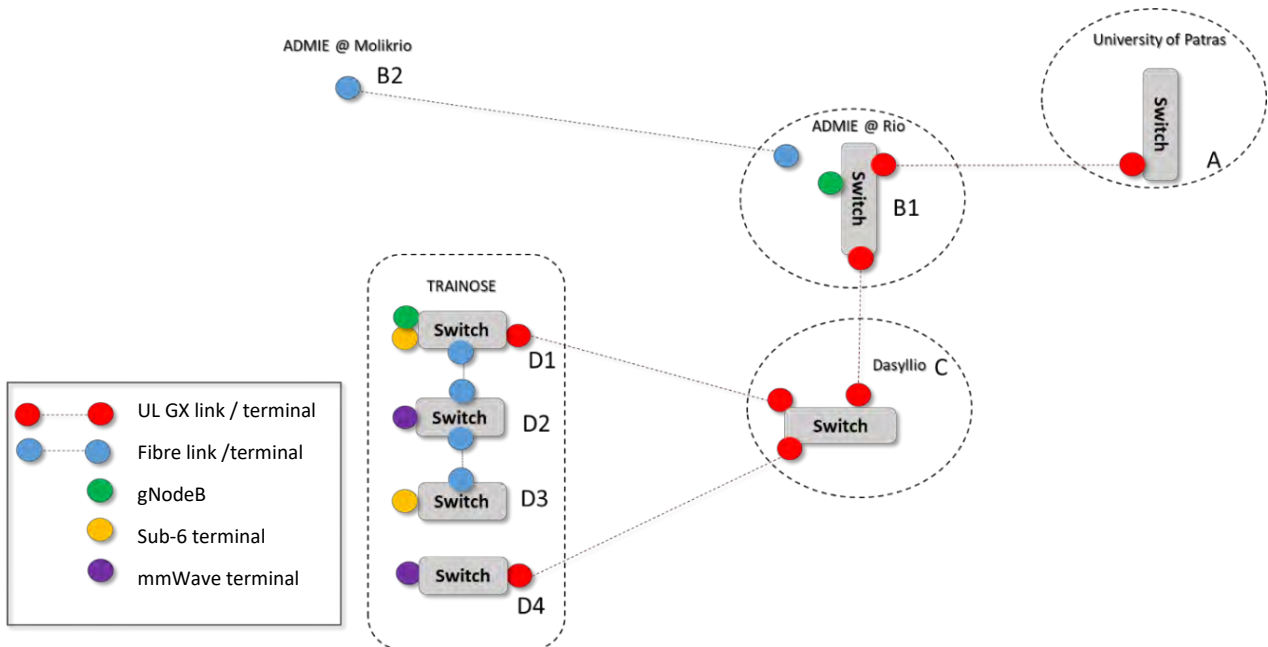 University of Patras
ADMIE @ Molikrio
B2
ADMIE @ Rio
Switch
A
Switch
B1
TRAINOSE
Switch
D1
Dasyllio C
Switch
D2
Switch
Switch
D3
Switch
D4
UL GX link / terminal
Fibre link /terminal
gNodeB
Sub-6 terminal
mmWave terminal